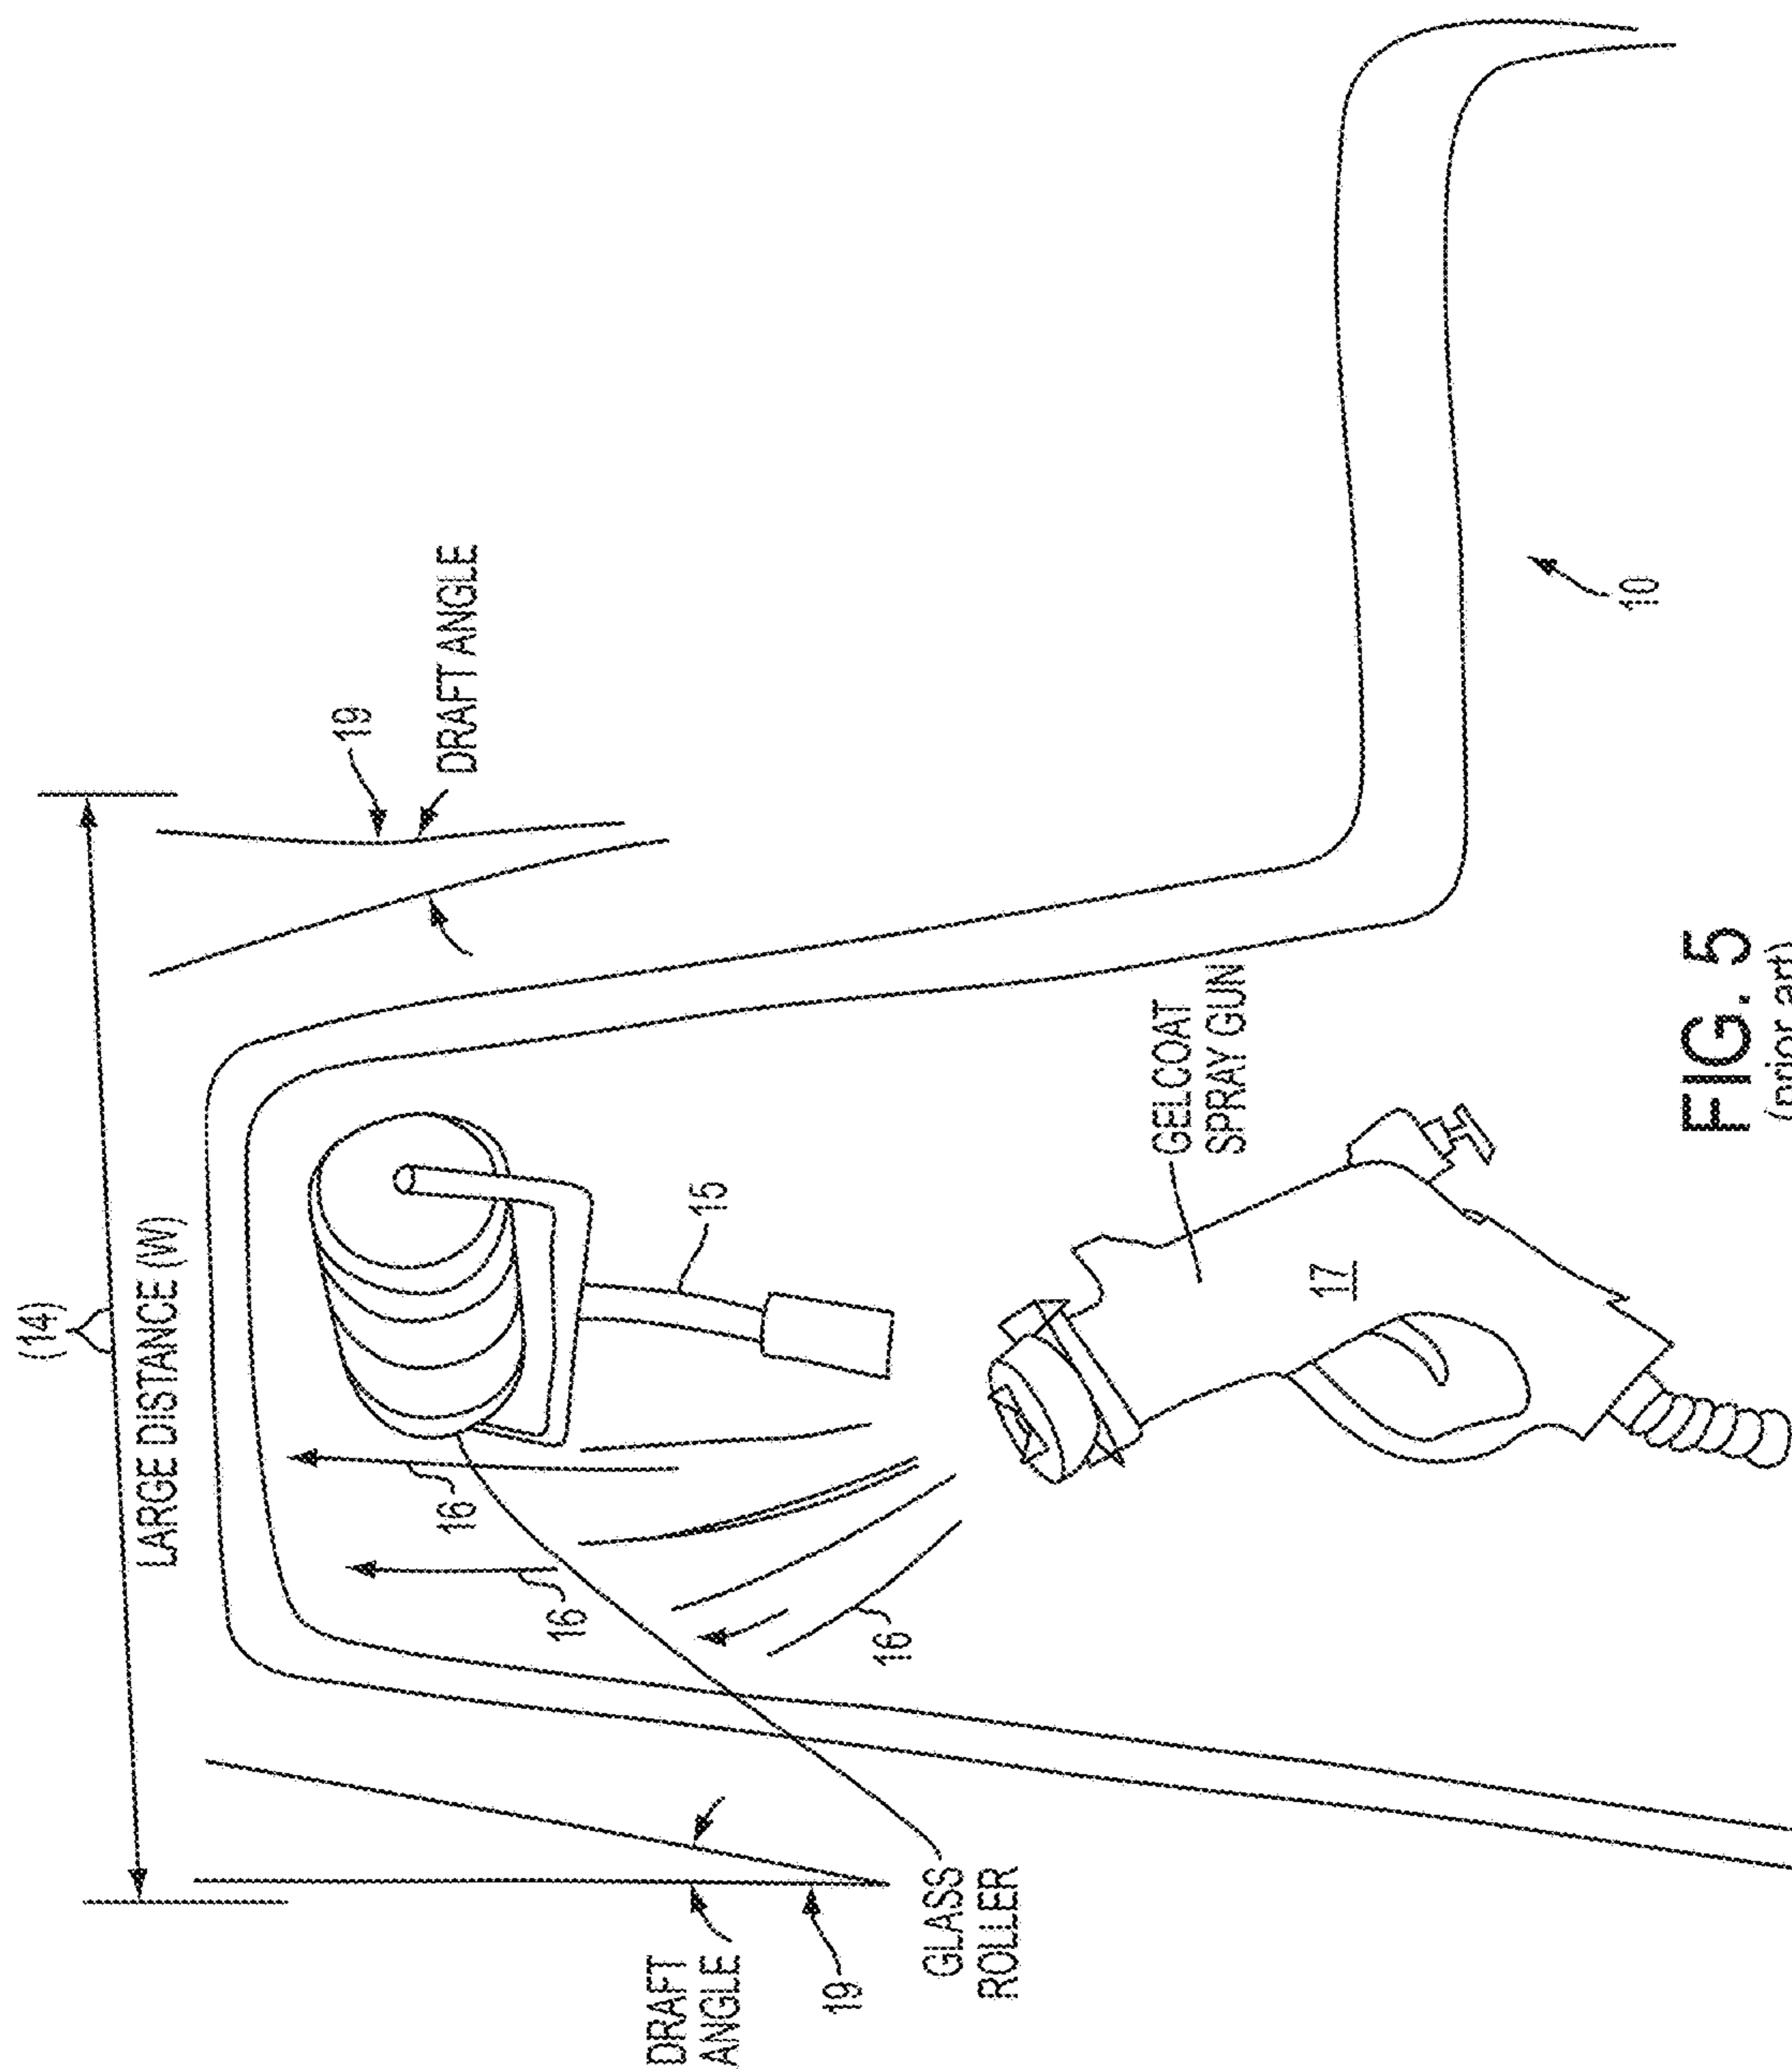 (14)
LARGE DISTANCE (W)
19
DRAFT ANGLE
DRAFT
ANGLE
19
GLASS
ROLLER
16
16
16
15
GELCOAT
SPRAY GUN
17
10
FIG. 5
(prior art)